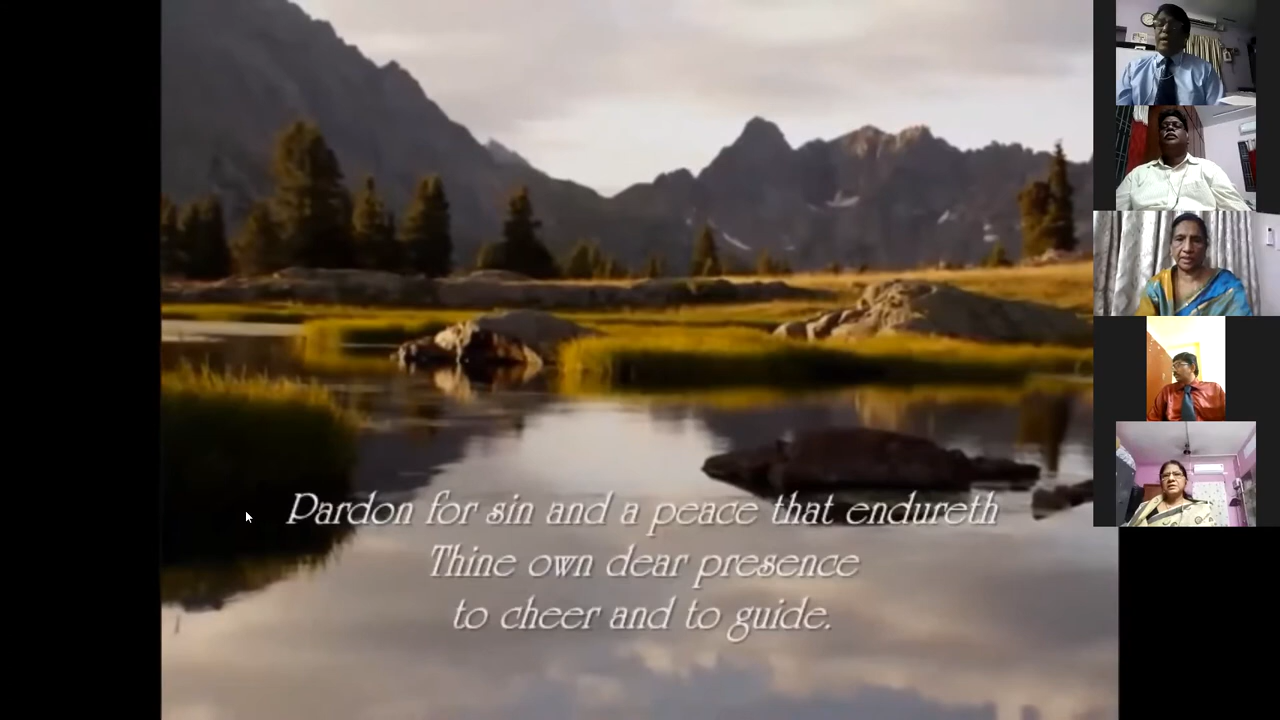 Pardon for sin and a peace that endureth
Thine own dear presence
to cheer and to guide.